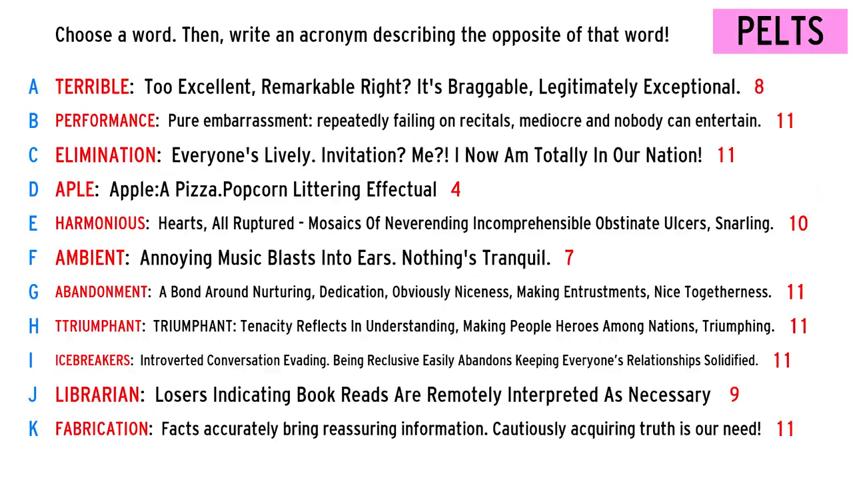 Choose a word. Then, write an acronym describing the opposite of that word!
PELTS
A TERRIBLE: Too Excellent, Remarkable Right? It's Braggable, Legitimately Exceptional. 8
B PERFORMANCE: Pure embarrassment: repeatedly failing on recitals, mediocre and nobody can entertain. 11
C ELIMINATION: Everyone's Lively. Invitation? Me?! I Now Am Totally In Our Nation! 11
D APLE: Apple:A Pizza.Popcorn Littering Effectual 4
E HARMONIOUS: Hearts, All Ruptured - Mosaics Of Neverending Incomprehensible Obstinate Ulcers, Snarling. 10
F AMBIENT: Annoying Music Blasts Into Ears. Nothing's Tranquil. 7
G ABANDONMENT: A Bond Around Nurturing, Dedication, Obviously Niceness, Making Entrustments, Nice Togetherness. 11
H TTRIUMPHANT: TRIUMPHANT: Tenacity Reflects In Understanding, Making People Heroes Among Nations, Triumphing. 11
I ICEBREAKERS: Introverted Conversation Evading. Being Reclusive Easily Abandons Keeping Everyone's Relationships Solidified. 11
J LIBRARIAN: Losers Indicating Book Reads Are Remotely Interpreted As Necessary 9
K FABRICATION: Facts accurately bring reassuring information. Cautiously acquiring truth is our need! 11